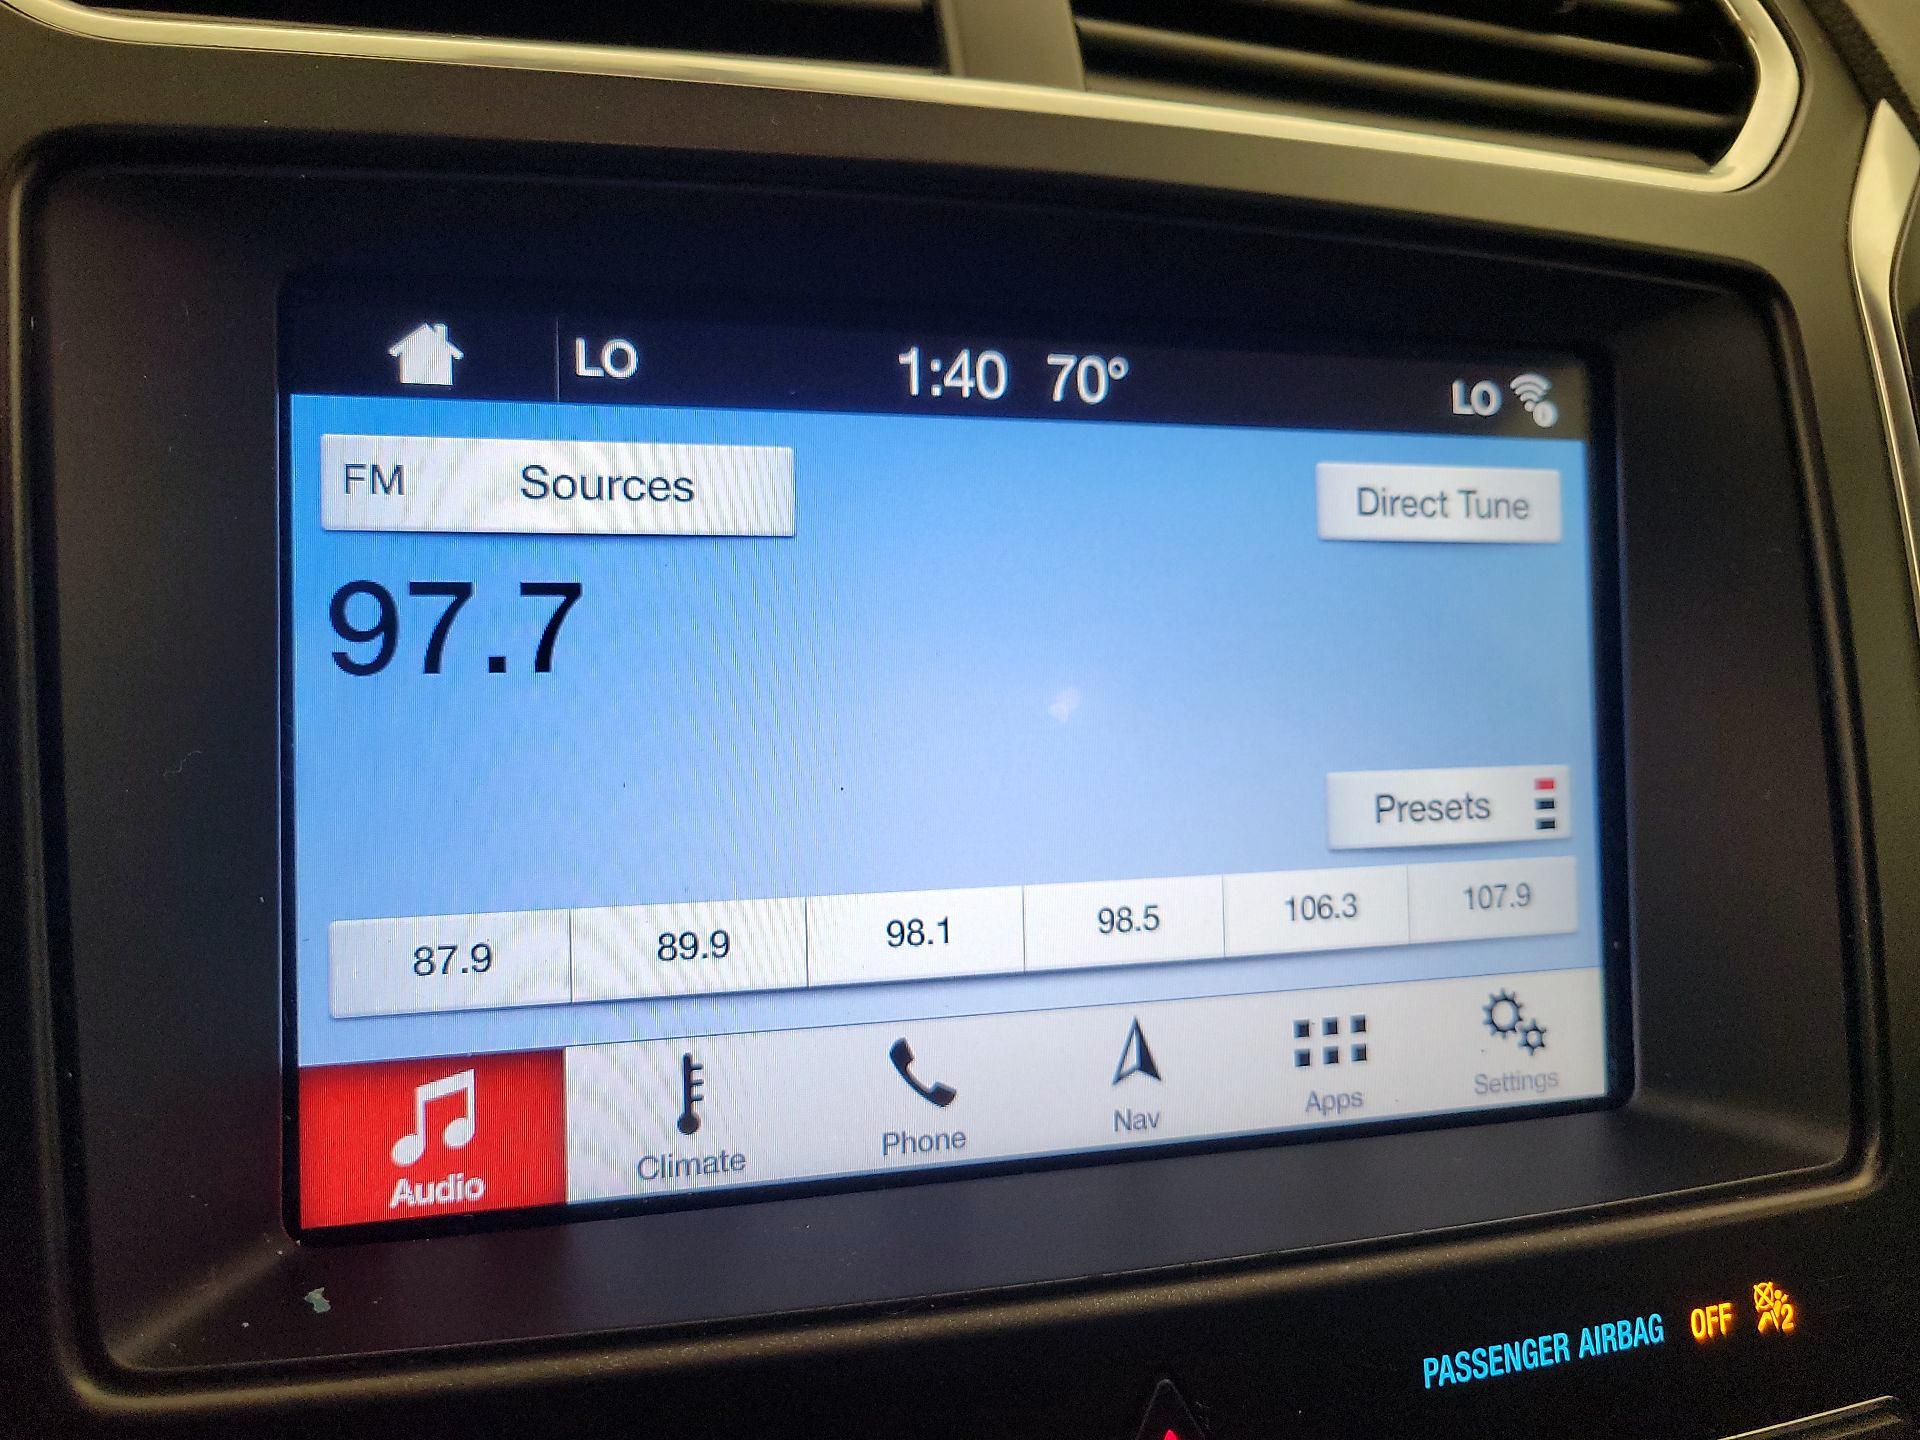 LO 1:40 70° LO
FM Sources Direct Tune
97.7
Presets
87.9 89.9 98.1 98.5 106.3 107.9
Audio Climate Phone Nav Apps Settings
PASSENGER AIRBAG OFF 2